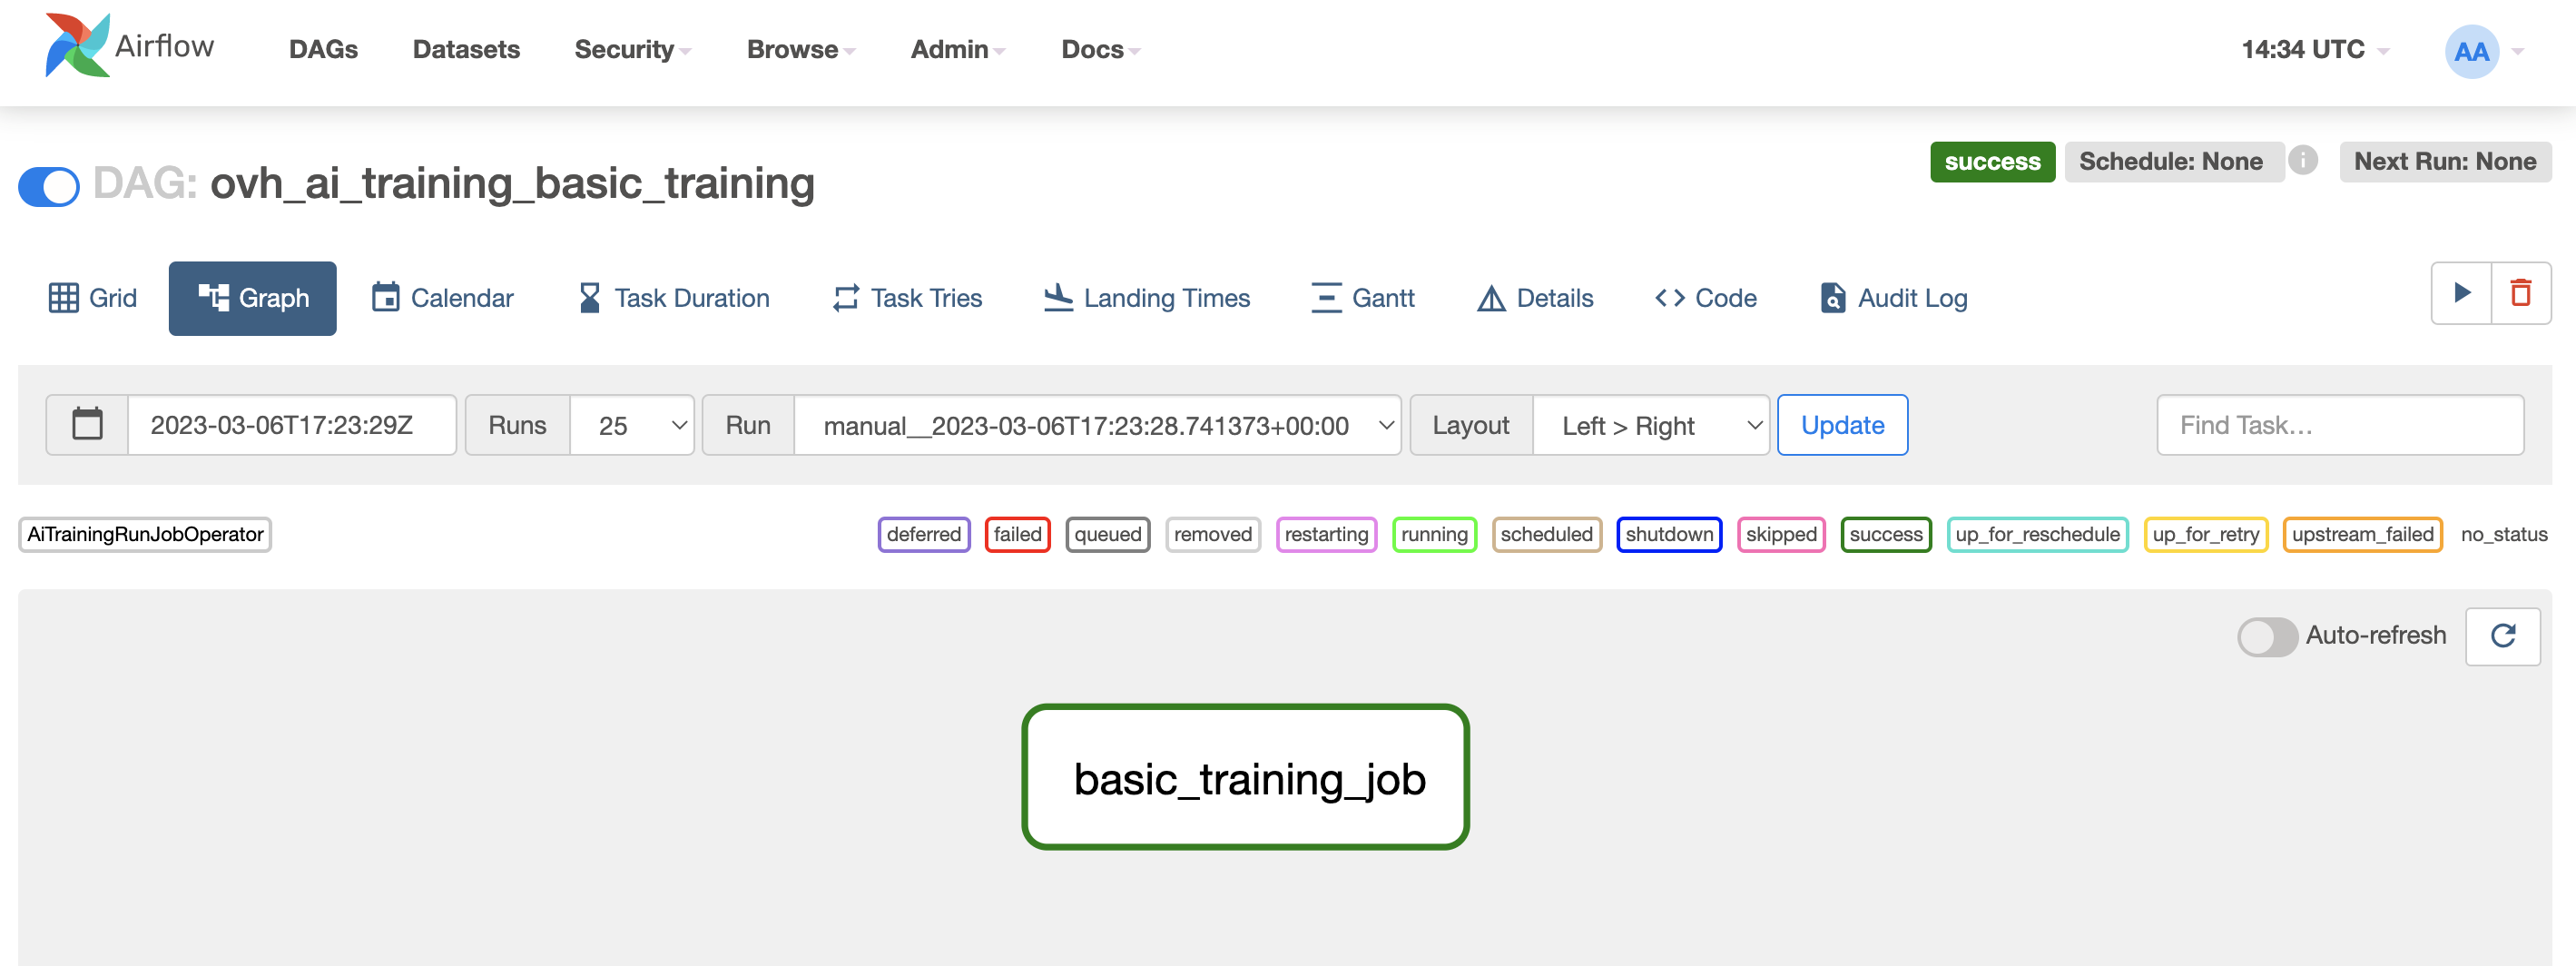 Airflow DAGs Datasets Security Browse Admin Docs 14:34 UTC AA
DAG: ovh_ai_training_basic_training success Schedule: None i Next Run: None
Grid Graph Calendar Task Duration Task Tries Landing Times Gantt Details Code Audit Log
2023-03-06T17:23:29Z Runs 25 Run manual__2023-03-06T17:23:28.741373+00:00 Layout Left > Right Update Find Task…
AiTrainingRunJobOperator deferred failed queued removed restarting running scheduled shutdown skipped success up_for_reschedule up_for_retry upstream_failed no_status
Auto-refresh
basic_training_job